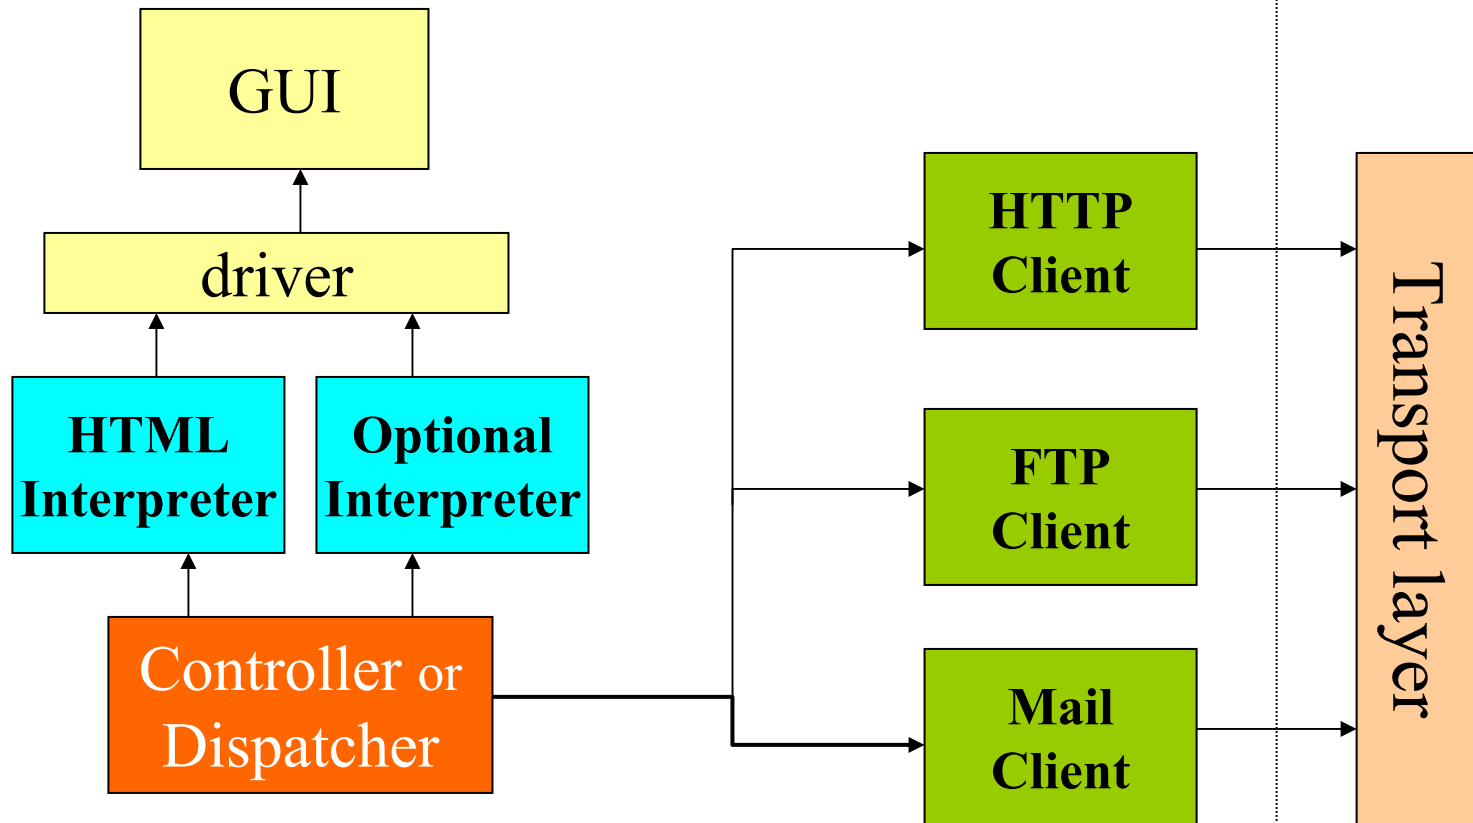 GUI
driver
HTML
Interpreter
Optional
Interpreter
Controller or
Dispatcher
HTTP
Client
FTP
Client
Mail
Client
Transport layer